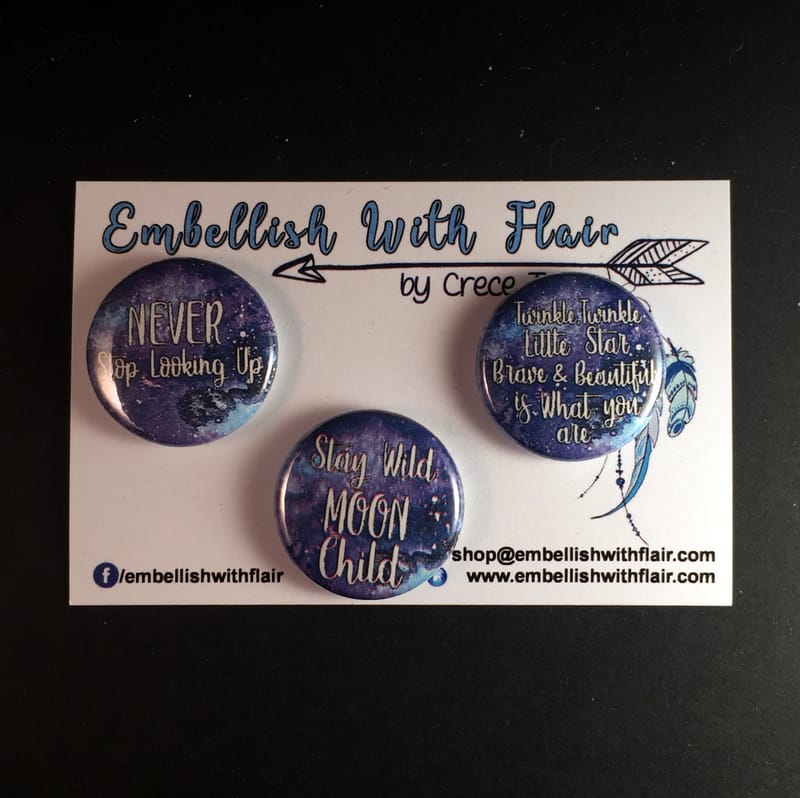 Embellish With Flair
by Crece
NEVER
Stop Looking Up
Twinkle, Twinkle
Little Star
Brave & Beautiful
is What you
are
Stay Wild
MOON
Child
shop@embellishwithflair.com
f/embellishwithflair
www.embellishwithflair.com